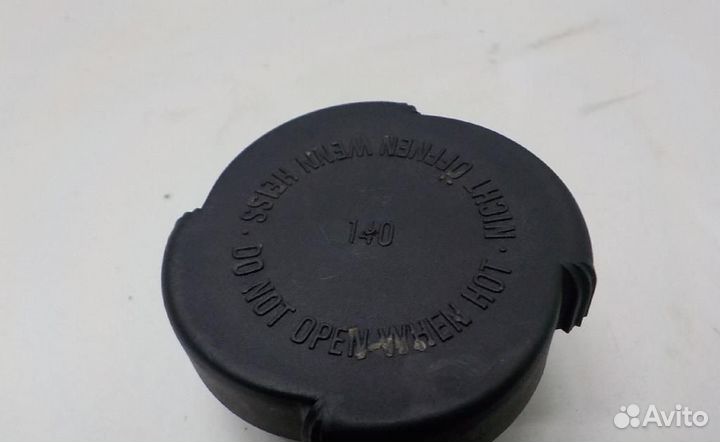 NICHT ÖFFNEN WENN HEISS ·
DO NOT OPEN WHEN HOT ·
140
Avito